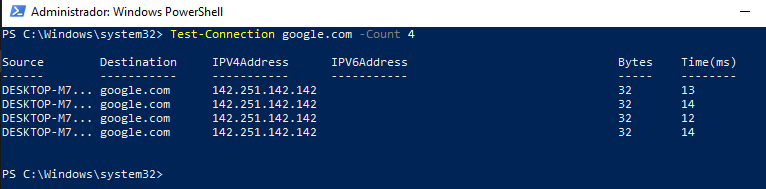 Administrador: Windows PowerShell
PS C:\Windows\system32> Test-Connection google.com -Count 4
Source Destination IPV4Address IPV6Address Bytes Time(ms)
------ ----------- ----------- ----------- ----- --------
DESKTOP-M7... google.com 142.251.142.142 32 13
DESKTOP-M7... google.com 142.251.142.142 32 14
DESKTOP-M7... google.com 142.251.142.142 32 12
DESKTOP-M7... google.com 142.251.142.142 32 14
PS C:\Windows\system32>